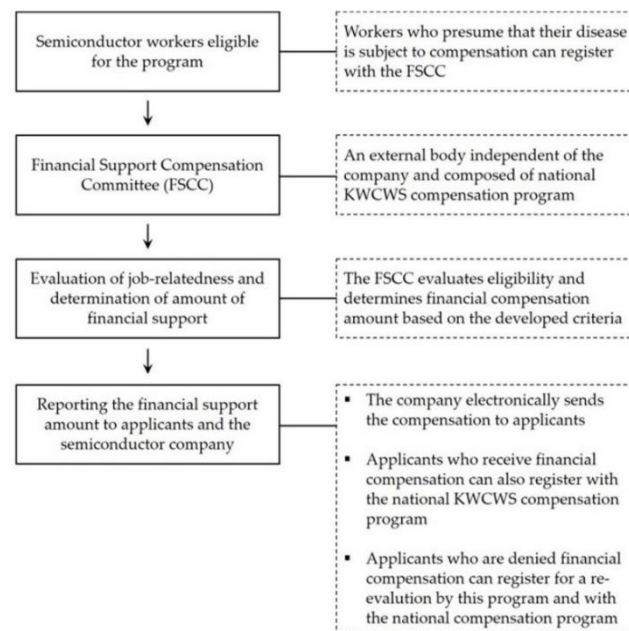 Semiconductor workers eligible
for the program
Workers who presume that their disease
is subject to compensation can register
with the FSCC
Financial Support Compensation
Committee (FSCC)
An external body independent of the
company and composed of national
KWCWS compensation program
Evaluation of job-relatedness and
determination of amount of
financial support
The FSCC evaluates eligibility and
determines financial compensation
amount based on the developed criteria
Reporting the financial support
amount to applicants and the
semiconductor company
▪ The company electronically sends
the compensation to applicants
▪ Applicants who receive financial
compensation can also register with
the national KWCWS compensation
program
▪ Applicants who are denied financial
compensation can register for a re-
evalution by this program and with
the national compensation program